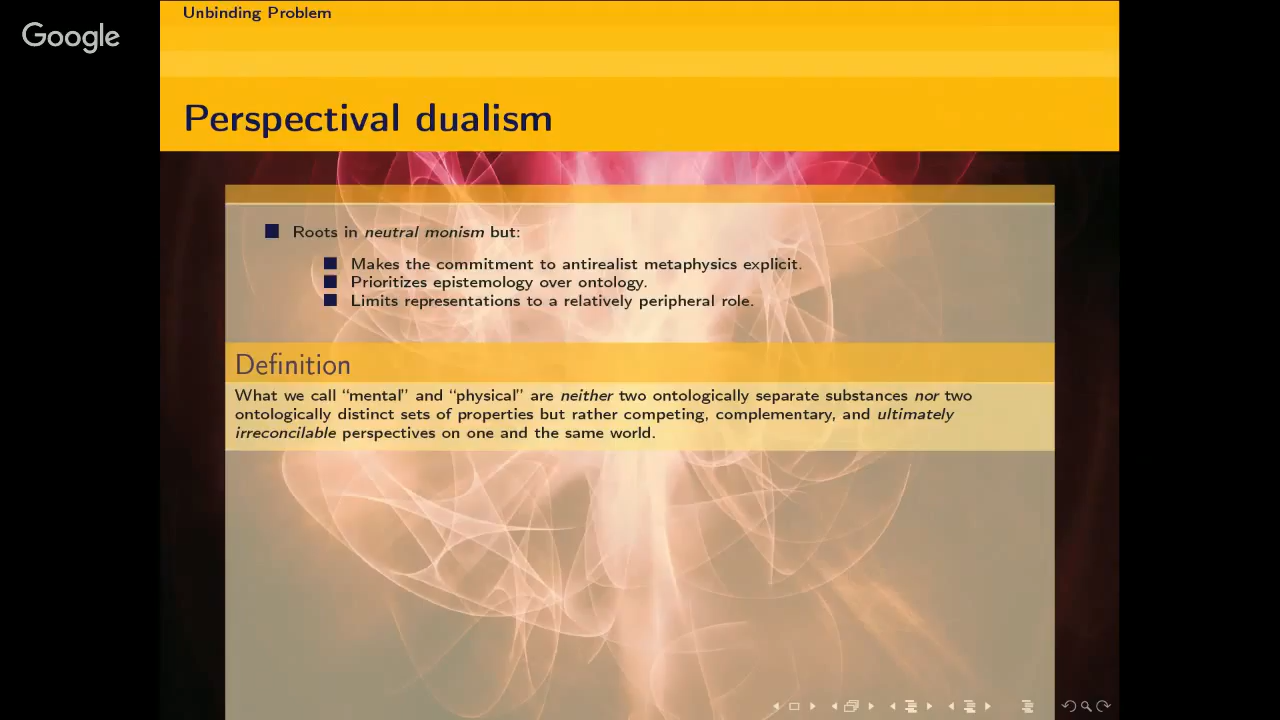 Google
Unbinding Problem
Perspectival dualism
Roots in neutral monism but:
Makes the commitment to antirealist metaphysics explicit.
Prioritizes epistemology over ontology.
Limits representations to a relatively peripheral role.
Definition
What we call “mental” and “physical” are neither two ontologically separate substances nor two
ontologically distinct sets of properties but rather competing, complementary, and ultimately
irreconcilable perspectives on one and the same world.